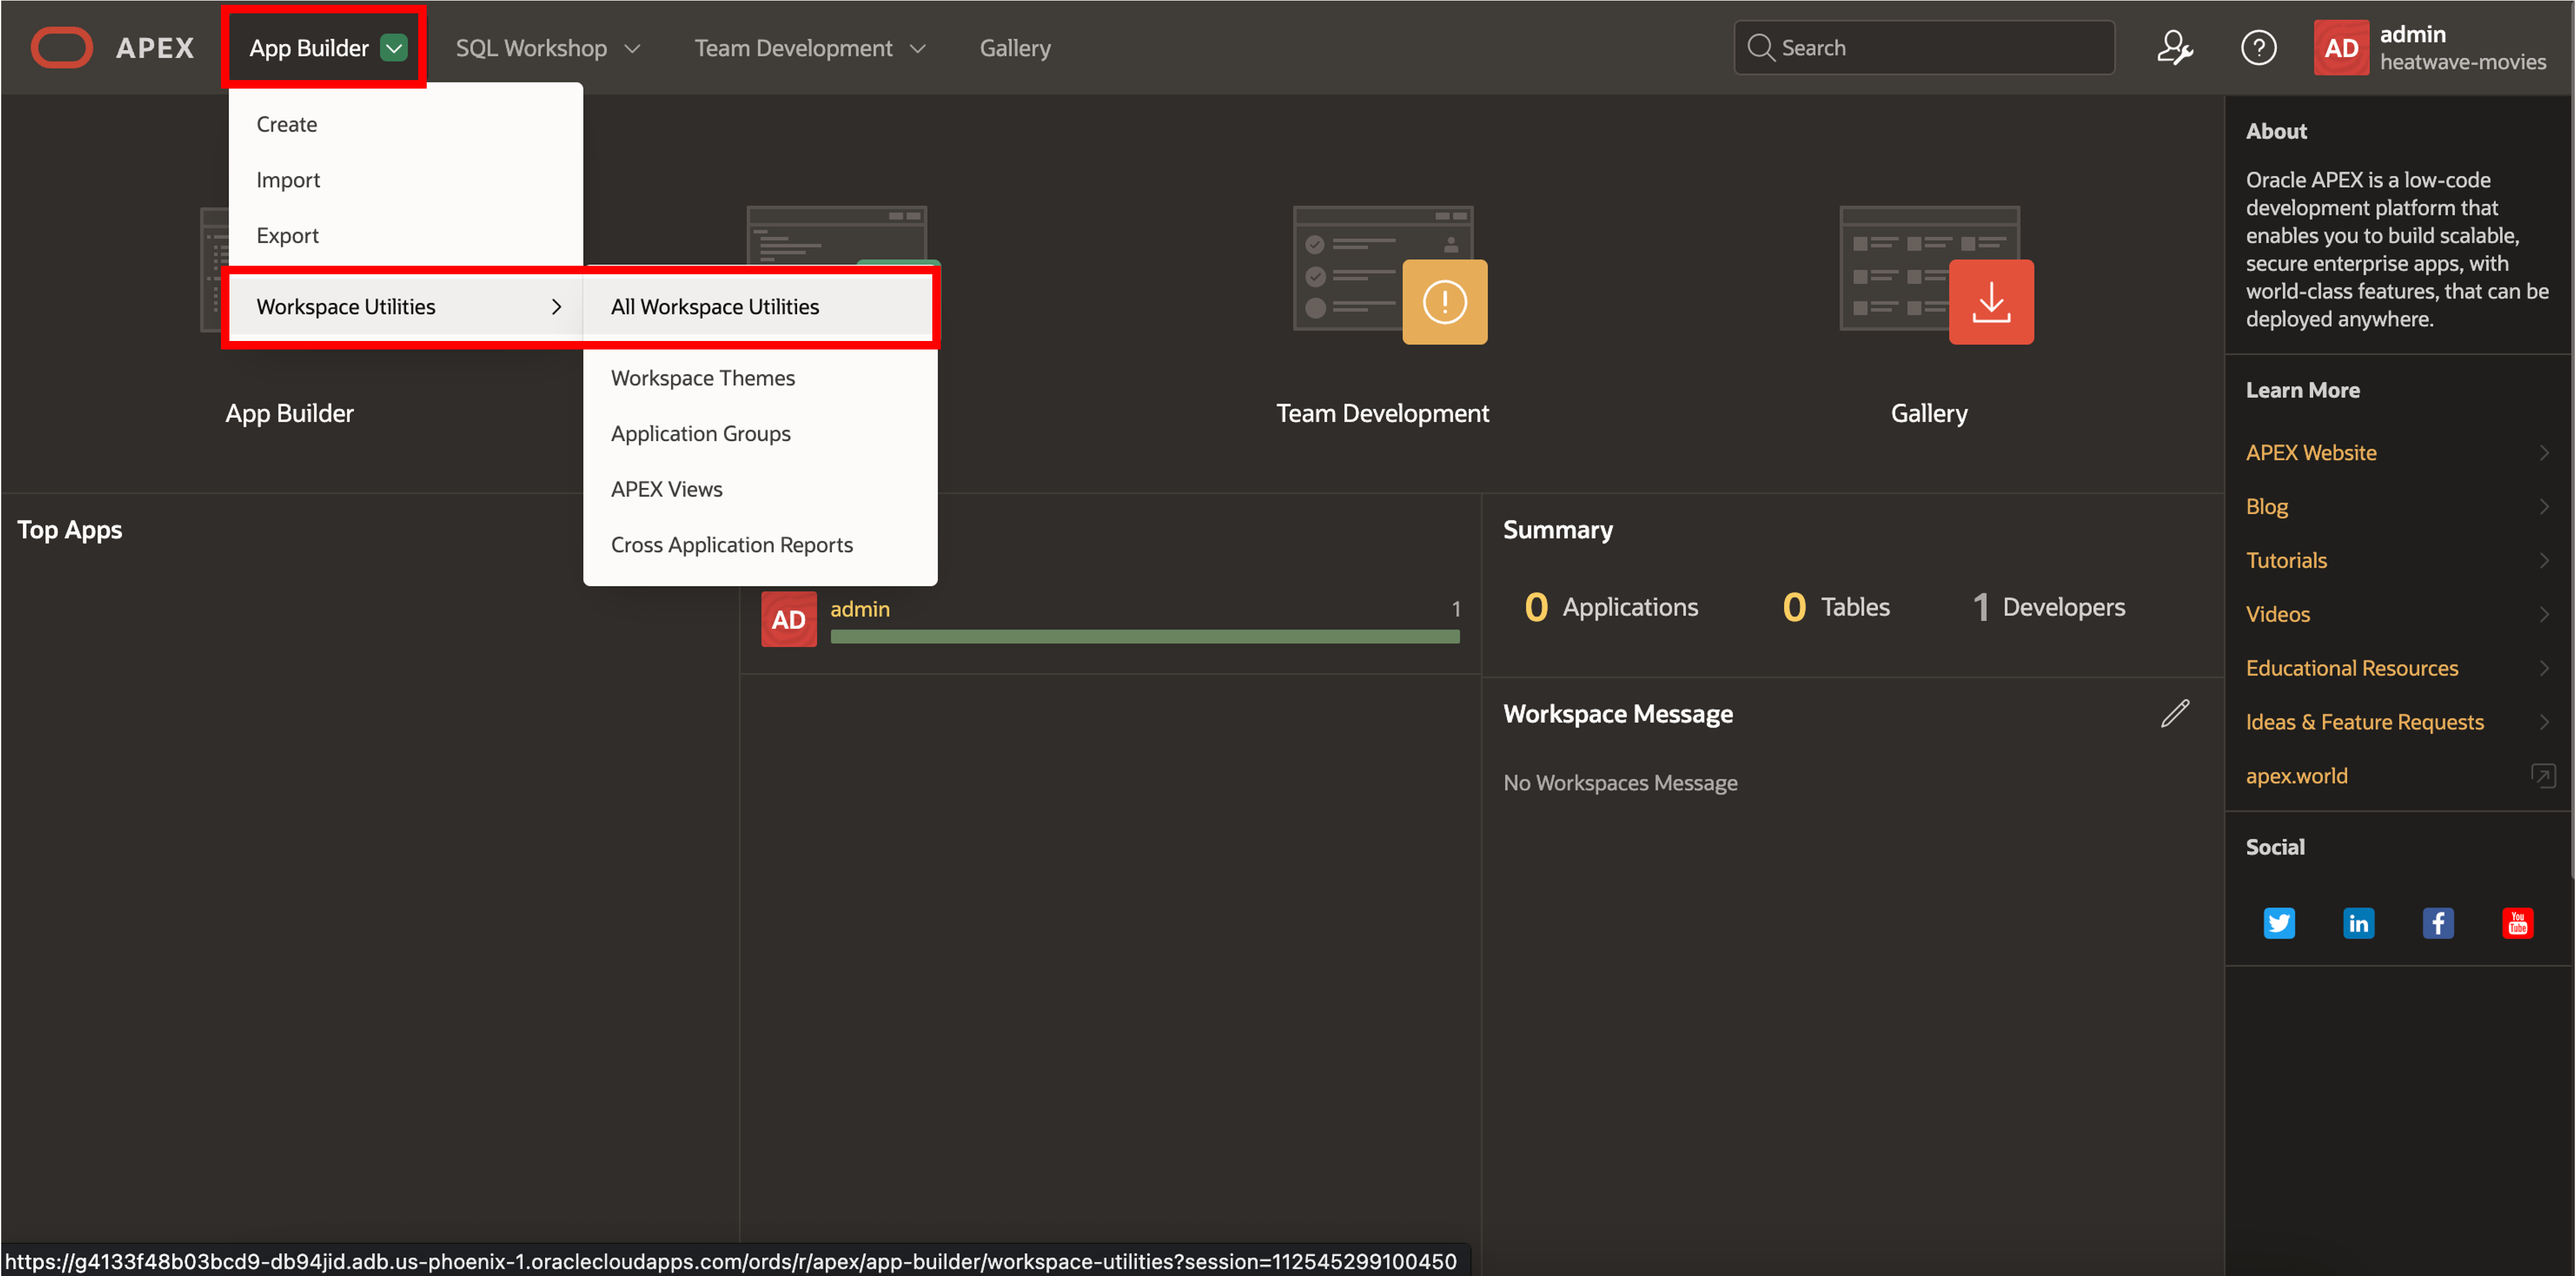 APEX
App Builder
SQL Workshop
Team Development
Gallery
Search
AD
admin
heatwave-movies
Create
Import
Export
Workspace Utilities
All Workspace Utilities
Workspace Themes
Application Groups
APEX Views
Cross Application Reports
App Builder
Team Development
Gallery
Top Apps
AD
admin
1
Summary
0 Applications
0 Tables
1 Developers
Workspace Message
No Workspaces Message
About
Oracle APEX is a low-code
development platform that
enables you to build scalable,
secure enterprise apps, with
world-class features, that can be
deployed anywhere.
Learn More
APEX Website
Blog
Tutorials
Videos
Educational Resources
Ideas & Feature Requests
apex.world
Social
in
f
You
Tube
https://g4133f48b03bcd9-db94jid.adb.us-phoenix-1.oraclecloudapps.com/ords/r/apex/app-builder/workspace-utilities?session=112545299100450